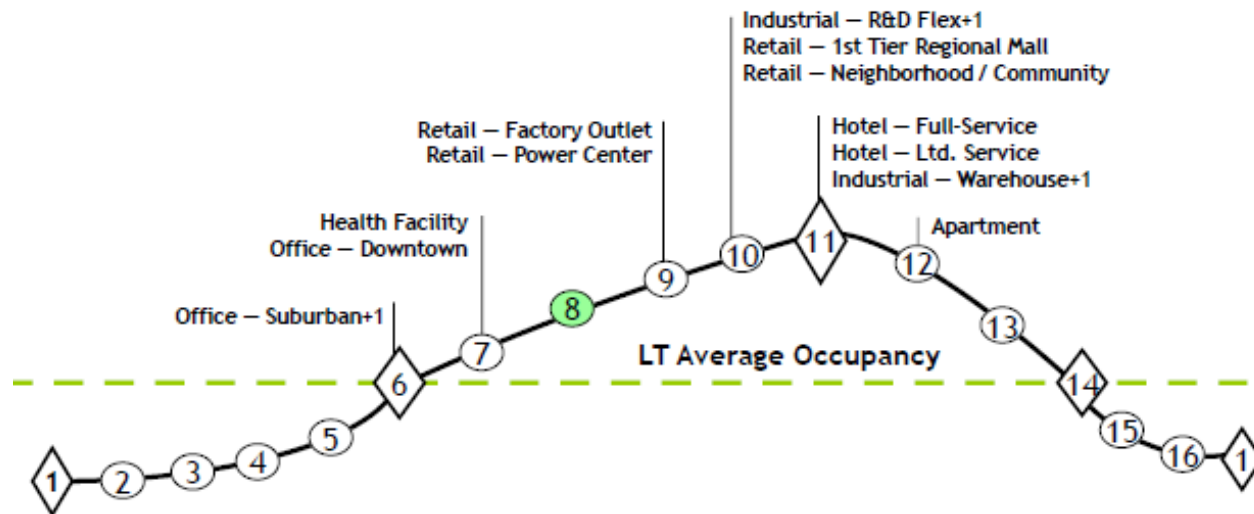 Industrial — R&D Flex+1
Retail — 1st Tier Regional Mall
Retail — Neighborhood / Community
Retail — Factory Outlet
Retail — Power Center
Hotel — Full-Service
Hotel — Ltd. Service
Industrial — Warehouse+1
Health Facility
Office — Downtown
Apartment
Office — Suburban+1
LT Average Occupancy
1
2
3
4
5
6
7
8
9
10
11
12
13
14
15
16
1